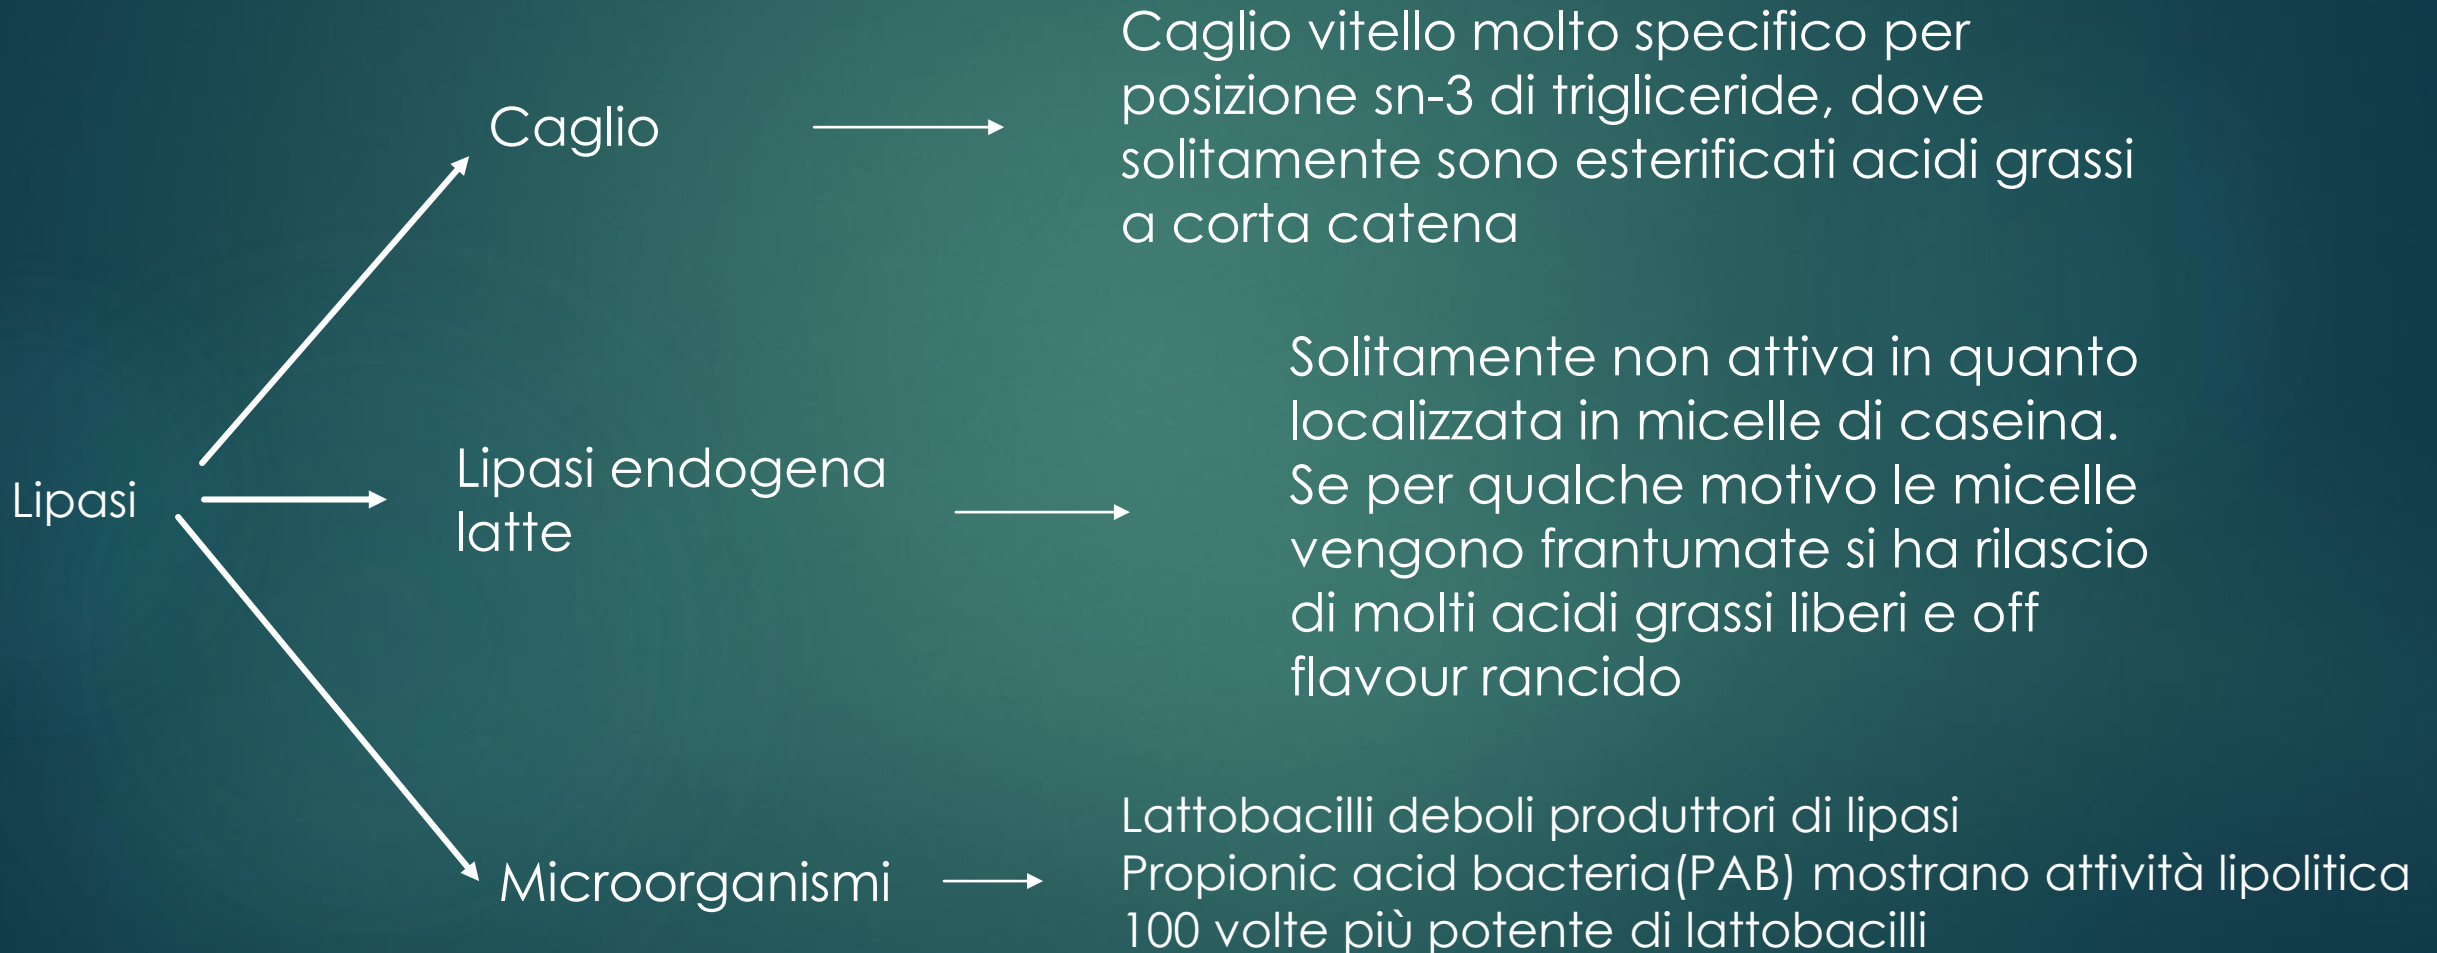 Caglio vitello molto specifico per
posizione sn-3 di trigliceride, dove
solitamente sono esterificati acidi grassi
a corta catena
Caglio
Solitamente non attiva in quanto
localizzata in micelle di caseina.
Se per qualche motivo le micelle
vengono frantumate si ha rilascio
di molti acidi grassi liberi e off
flavour rancido
Lipasi endogena
latte
Lipasi
Lattobacilli deboli produttori di lipasi
Propionic acid bacteria(PAB) mostrano attività lipolitica
100 volte più potente di lattobacilli
Microorganismi